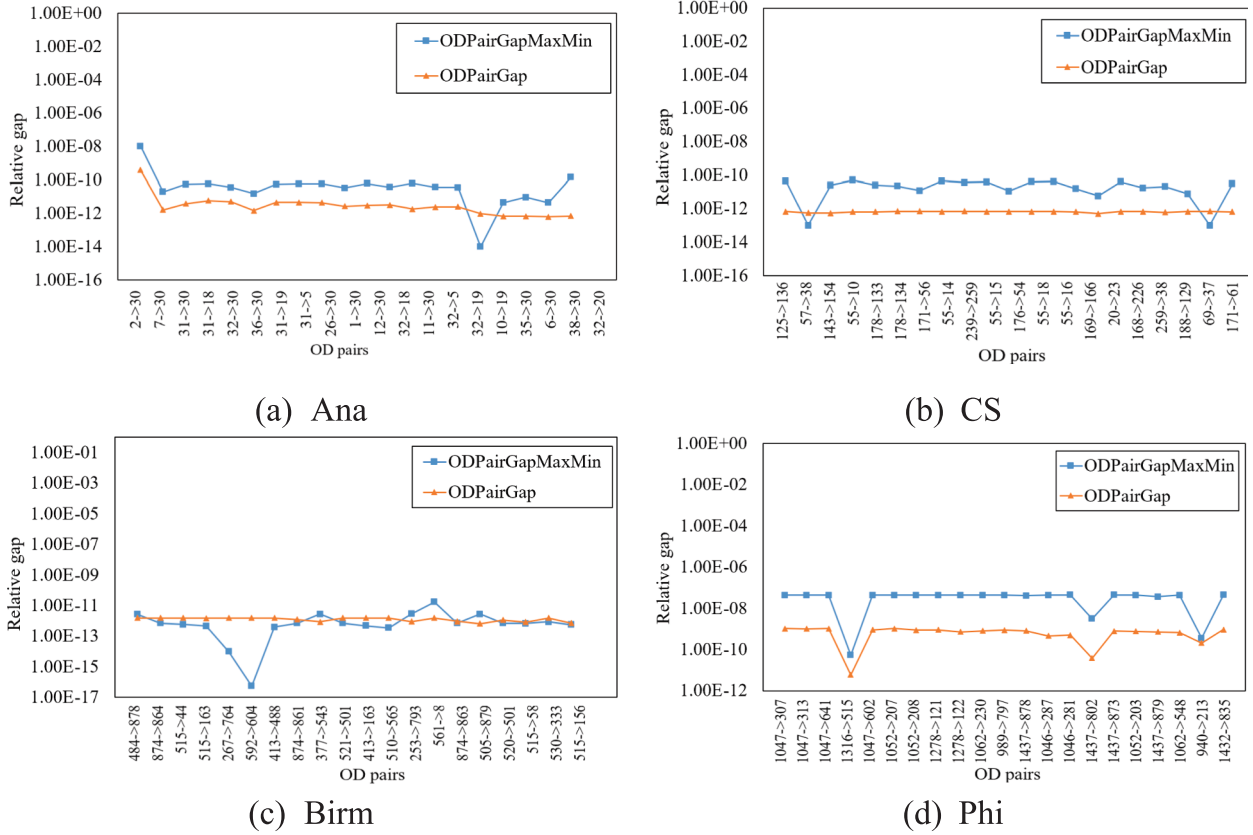 1.00E+00
1.00E-02
1.00E-04
1.00E-06
1.00E-08
1.00E-10
1.00E-12
1.00E-14
1.00E-16
Relative gap
ODPairGapMaxMin
ODPairGap
2->30
7->30
31->30
31->18
32->30
36->30
31->19
31->5
26->30
1->30
12->30
32->18
11->30
32->5
32->19
10->19
35->30
6->30
38->30
32->20
OD pairs
(a) Ana
1.00E+00
1.00E-02
1.00E-04
1.00E-06
1.00E-08
1.00E-10
1.00E-12
1.00E-14
1.00E-16
Relative gap
ODPairGapMaxMin
ODPairGap
125->136
57->38
143->154
55->10
178->133
178->134
171->56
55->14
239->259
55->15
176->54
55->18
55->16
169->166
20->23
168->226
259->38
188->129
69->37
171->61
OD pairs
(b) CS
1.00E-01
1.00E-03
1.00E-05
1.00E-07
1.00E-09
1.00E-11
1.00E-13
1.00E-15
1.00E-17
Relative gap
ODPairGapMaxMin
ODPairGap
484->878
874->864
515->44
515->163
267->764
592->604
413->488
874->861
377->543
521->501
413->163
510->565
253->793
561->8
874->863
505->879
520->501
515->58
530->333
515->156
OD pairs
(c) Birm
1.00E+00
1.00E-02
1.00E-04
1.00E-06
1.00E-08
1.00E-10
1.00E-12
Relative gap
ODPairGapMaxMin
ODPairGap
1047->307
1047->313
1047->641
1316->515
1047->602
1052->207
1052->208
1278->121
1278->122
1062->230
989->797
1437->878
1046->287
1046->281
1437->802
1437->873
1052->203
1437->879
1062->548
940->213
1432->835
OD pairs
(d) Phi